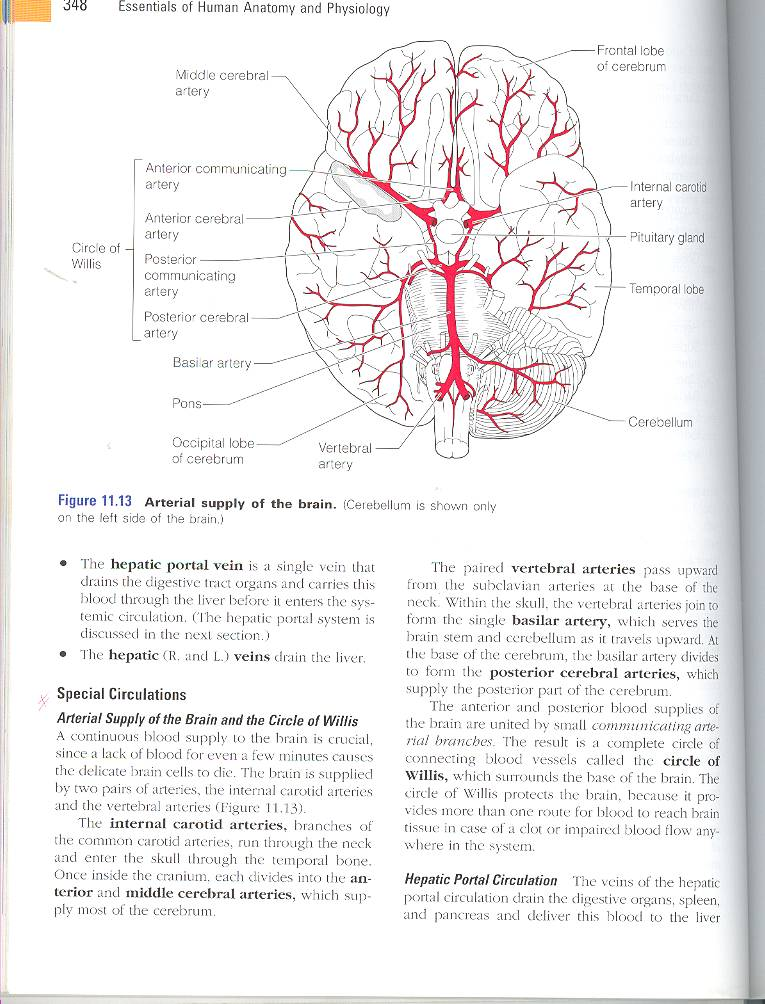 348 Essentials of Human Anatomy and Physiology
Middle cerebral
artery
Frontal lobe
of cerebrum
Circle of
Willis
Anterior communicating
artery
Anterior cerebral
artery
Posterior
communicating
artery
Posterior cerebral
artery
Internal carotid
artery
Pituitary gland
Temporal lobe
Basilar artery
Pons
Occipital lobe
of cerebrum
Vertebral
artery
Cerebellum
Figure 11.13 Arterial supply of the brain. (Cerebellum is shown only
on the left side of the brain.)
• The hepatic portal vein is a single vein that
drains the digestive tract organs and carries this
blood through the liver before it enters the sys-
temic circulation. (The hepatic portal system is
discussed in the next section.)
• The hepatic (R. and L.) veins drain the liver.
Special Circulations
Arterial Supply of the Brain and the Circle of Willis
A continuous blood supply to the brain is crucial,
since a lack of blood for even a few minutes causes
the delicate brain cells to die. The brain is supplied
by two pairs of arteries, the internal carotid arteries
and the vertebral arteries (Figure 11.13).
The internal carotid arteries, branches of
the common carotid arteries, run through the neck
and enter the skull through the temporal bone.
Once inside the cranium, each divides into the an-
terior and middle cerebral arteries, which sup-
ply most of the cerebrum.
The paired vertebral arteries pass upward
from the subclavian arteries at the base of the
neck. Within the skull, the vertebral arteries join to
form the single basilar artery, which serves the
brain stem and cerebellum as it travels upward. At
the base of the cerebrum, the basilar artery divides
to form the posterior cerebral arteries, which
supply the posterior part of the cerebrum.
The anterior and posterior blood supplies of
the brain are united by small communicating arte-
rial branches. The result is a complete circle of
connecting blood vessels called the circle of
Willis, which surrounds the base of the brain. The
circle of Willis protects the brain, because it pro-
vides more than one route for blood to reach brain
tissue in case of a clot or impaired blood flow any-
where in the system.
Hepatic Portal Circulation The veins of the hepatic
portal circulation drain the digestive organs, spleen,
and pancreas and deliver this blood to the liver